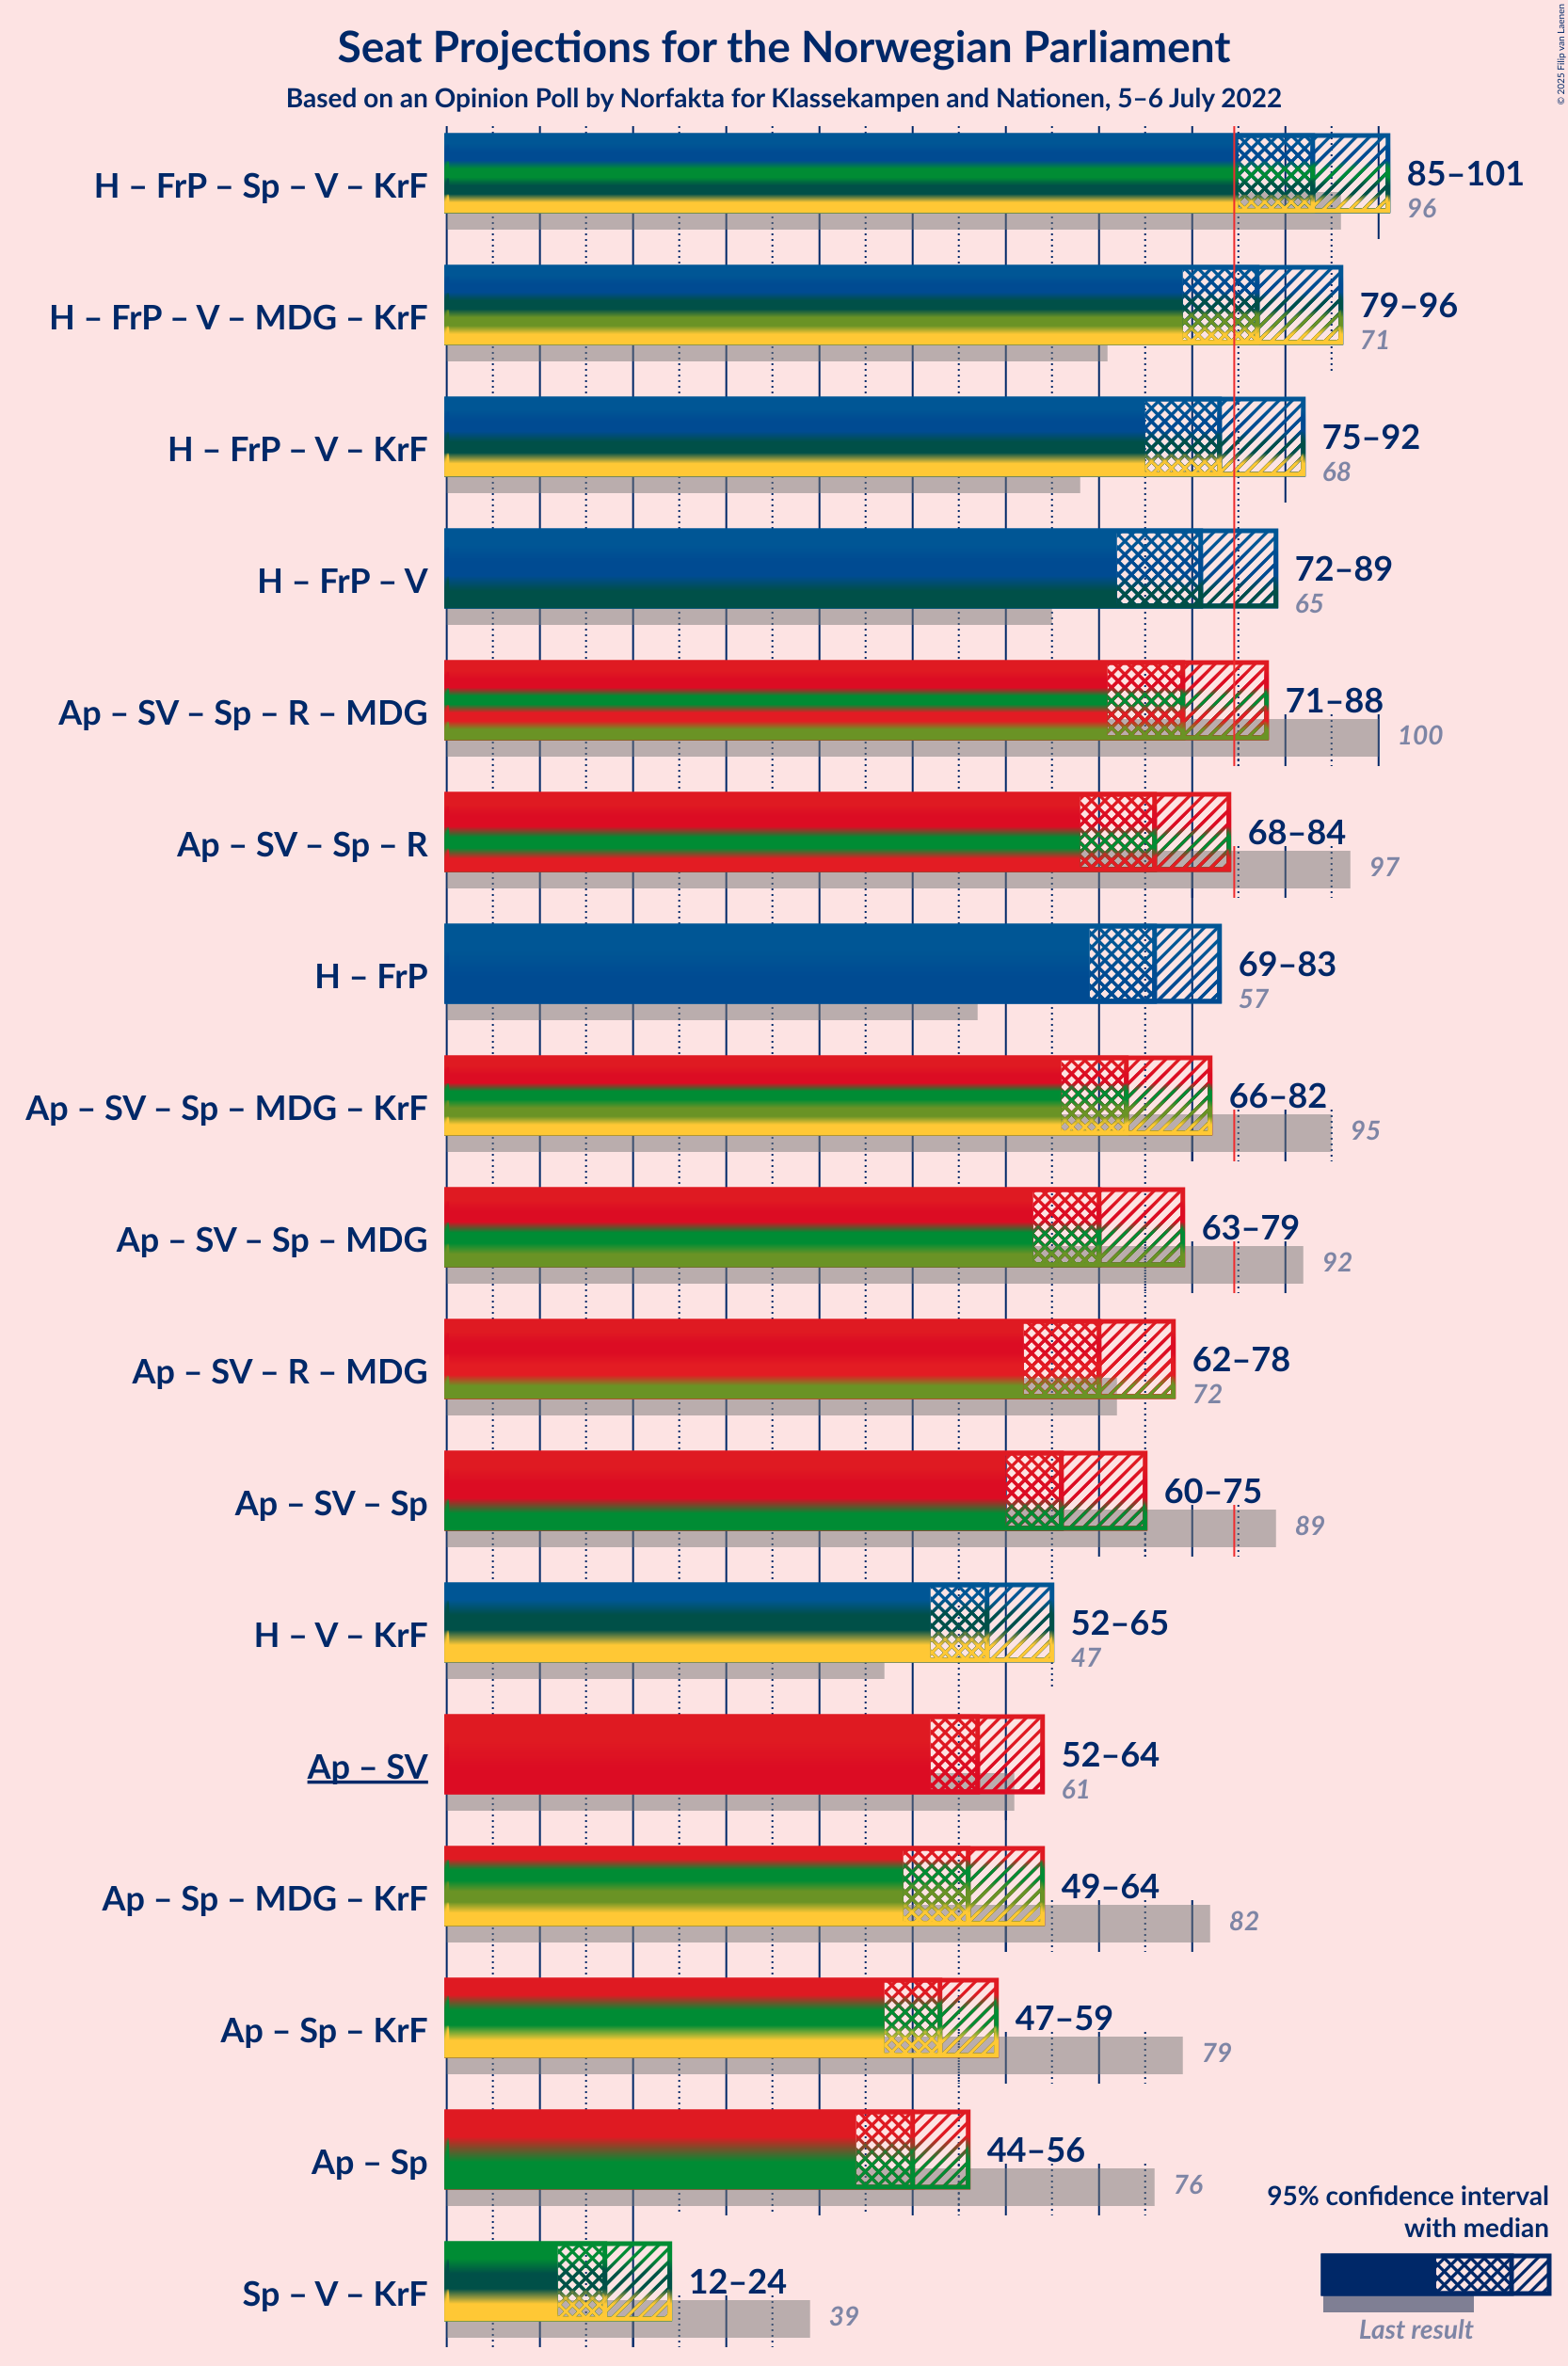 Seat Projections for the Norwegian Parliament
Based on an Opinion Poll by Norfakta for Klassekampen and Nationen, 5–6 July 2022
© 2025 Filip van Laenen
H – FrP – Sp – V – KrF
85–101
96
H – FrP – V – MDG – KrF
79–96
71
H – FrP – V – KrF
75–92
68
H – FrP – V
72–89
65
Ap – SV – Sp – R – MDG
71–88
100
Ap – SV – Sp – R
68–84
97
H – FrP
69–83
57
Ap – SV – Sp – MDG – KrF
66–82
95
Ap – SV – Sp – MDG
63–79
92
Ap – SV – R – MDG
62–78
72
Ap – SV – Sp
60–75
89
H – V – KrF
52–65
47
Ap – SV
52–64
61
Ap – Sp – MDG – KrF
49–64
82
Ap – Sp – KrF
47–59
79
Ap – Sp
44–56
76
Sp – V – KrF
12–24
39
95% confidence interval
with median
Last result